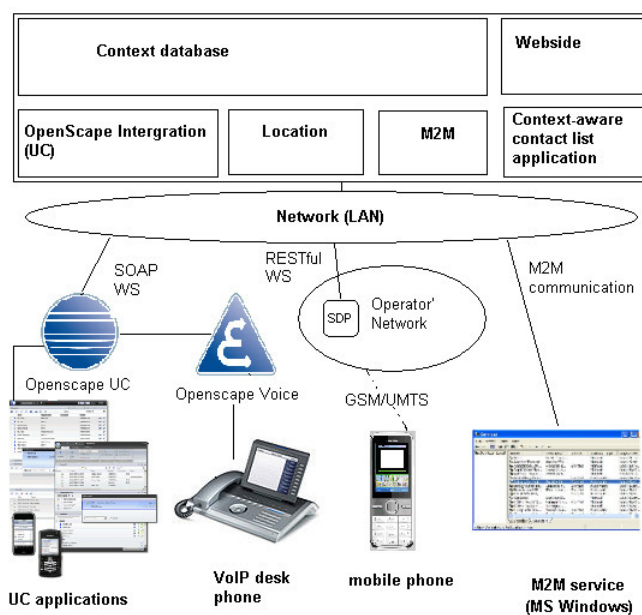 Context database
Webside
OpenScape Intergration
(UC)
Location
M2M
Context-aware
contact list
application
Network (LAN)
SOAP
WS
RESTful
WS
M2M
communication
SDP
Operator'
Network
Openscape UC
Openscape Voice
GSM/UMTS
UC applications
VoIP desk
phone
mobile phone
M2M service
(MS Windows)